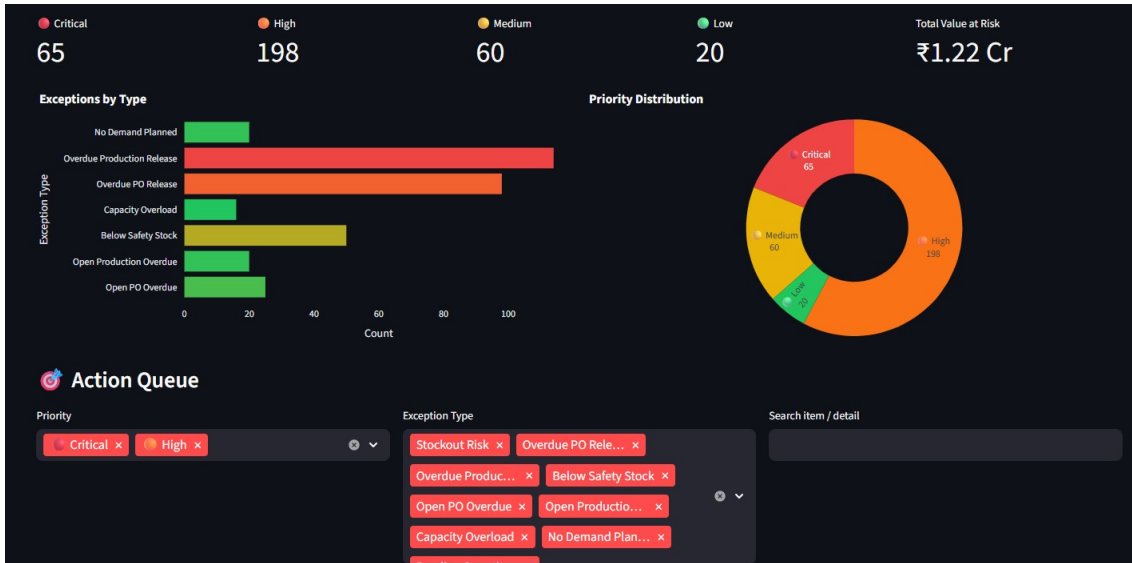 Critical
65
High
198
Medium
60
Low
20
Total Value at Risk
₹1.22 Cr
Exceptions by Type
No Demand Planned
Overdue Production Release
Overdue PO Release
Capacity Overload
Below Safety Stock
Open Production Overdue
Open PO Overdue
Exception Type
0 20 40 60 80 100
Count
Priority Distribution
Critical
65
Medium
60
Low
20
High
198
Action Queue
Priority
Critical × High ×
Exception Type
Stockout Risk × Overdue PO Rele... ×
Overdue Produc... × Below Safety Stock ×
Open PO Overdue × Open Productio... ×
Capacity Overload × No Demand Plan... ×
Search item / detail